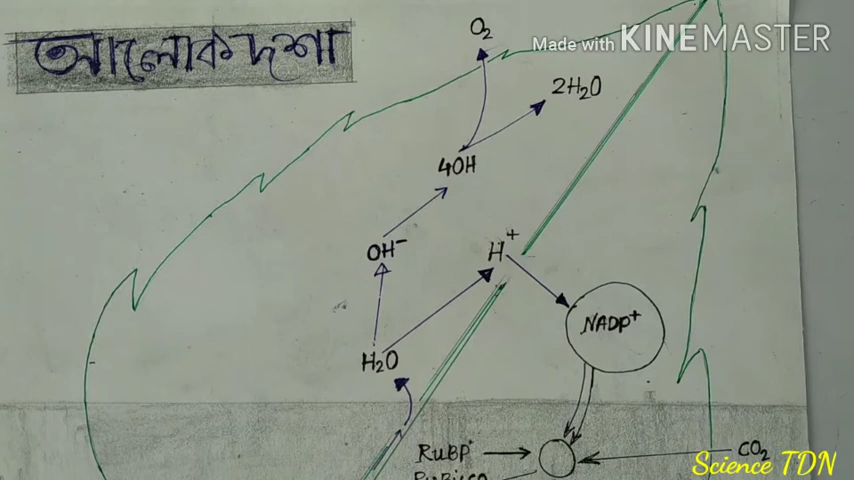 আলোক দশা
Made with KINEMASTER
O₂
2H₂O
4OH
OH⁻
H⁺
NADP⁺
H₂O
RuBP
CO₂
Science TDN